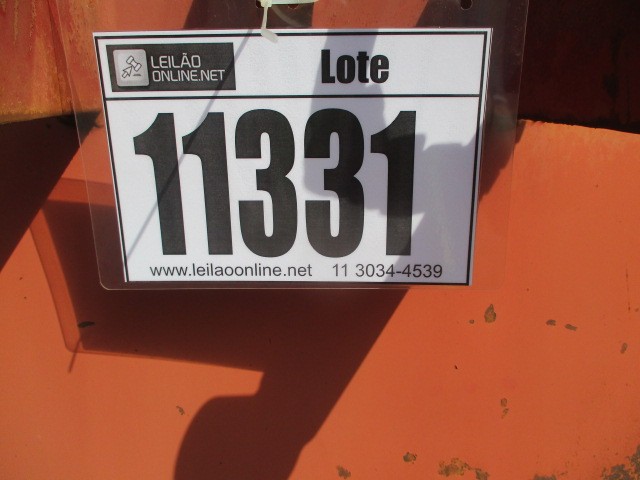 LEILÃO
ONLINE.NET
Lote
11331
www.leilaoonline.net 11 3034-4539